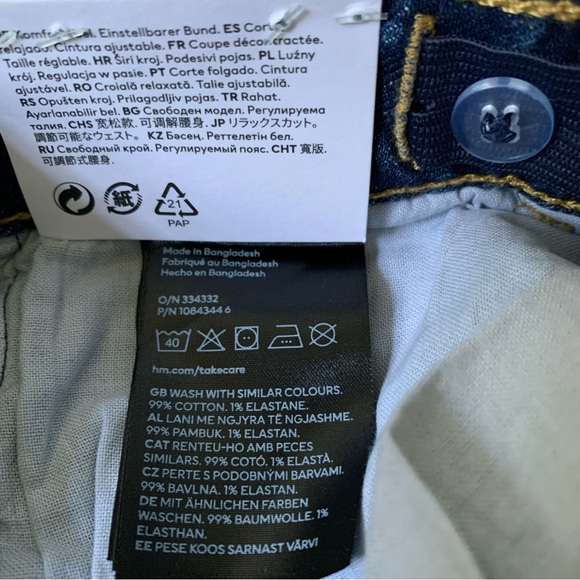 Einstellbarer Bund. ES Cor
relajada. Cintura ajustable. FR Coupe décontractée.
Taille réglable. HR Širi kroj. Podesivi pojas. PL Luźny
krój. Regulacja w pasie. PT Corte folgado. Cintura
ajustável. RO Croială relaxată. Talie ajustabilă.
RS Opušten kroj. Prilagodljiv pojas. TR Rahat.
Ayarlanabilir bel. BG Свободен модел. Регулируема
талия. CHS 宽松款, 可调解腰身. JP リラックスカット。
調節可能なウェスト。 KZ Бәсең. Реттелетін бел.
RU Свободный крой. Регулируемый пояс. CHT 寬版,
可調節式腰身。
紙
21
PAP
Made in Bangladesh
Fabriqué au Bangladesh
Hecho en Bangladesh
O/N 334332
P/N 1084344 6
40
hm.com/takecare
GB WASH WITH SIMILAR COLOURS.
99% COTTON. 1% ELASTANE.
AL LANI ME NGJYRA TË NGJASHME.
99% PAMBUK. 1% ELASTAN.
CAT RENTEU-HO AMB PECES
SIMILARS. 99% COTÓ. 1% ELASTÀ.
CZ PERTE S PODOBNÝMI BARVAMI.
99% BAVLNA. 1% ELASTAN.
DE MIT ÄHNLICHEN FARBEN
WASCHEN. 99% BAUMWOLLE. 1%
ELASTHAN.
EE PESE KOOS SARNAST VÄRVI